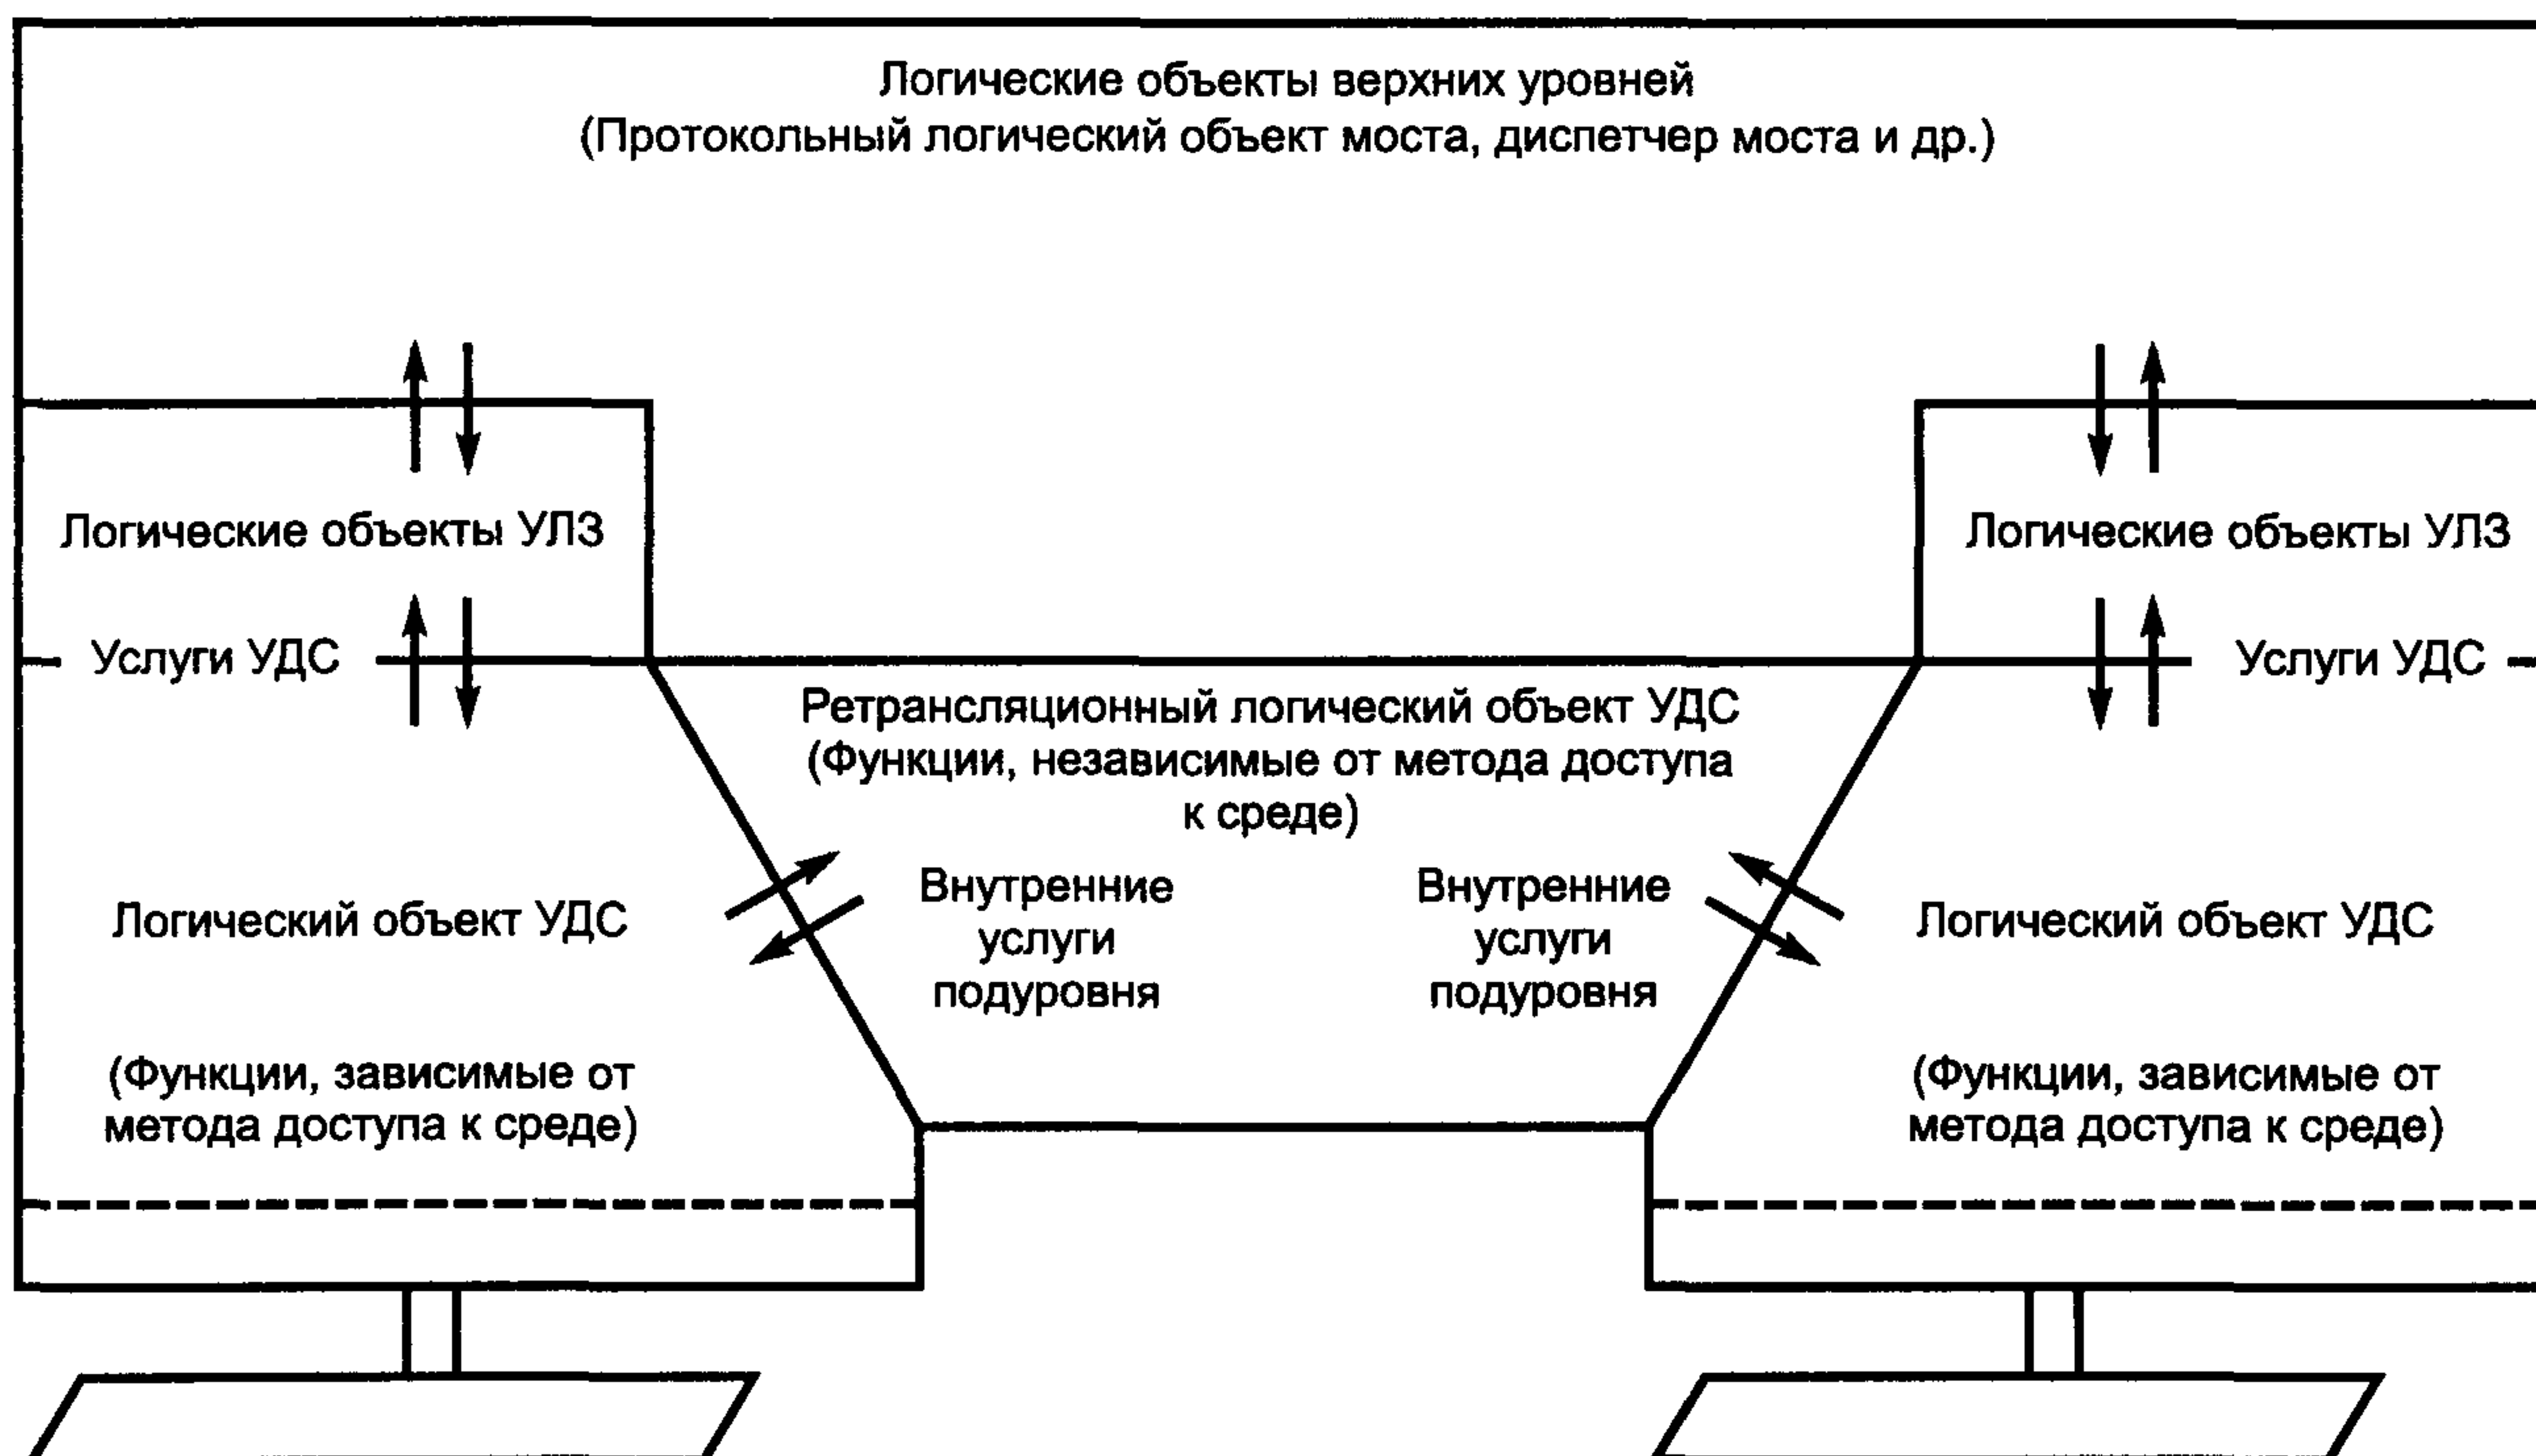 Логические объекты верхних уровней
(Протокольный логический объект моста, диспетчер моста и др.)
Логические объекты УЛЗ
Логические объекты УЛЗ
Услуги УДС
Услуги УДС
Ретрансляционный логический объект УДС
(Функции, независимые от метода доступа
к среде)
Логический объект УДС
Внутренние
услуги
подуровня
Внутренние
услуги
подуровня
Логический объект УДС
(Функции, зависимые от
метода доступа к среде)
(Функции, зависимые от
метода доступа к среде)